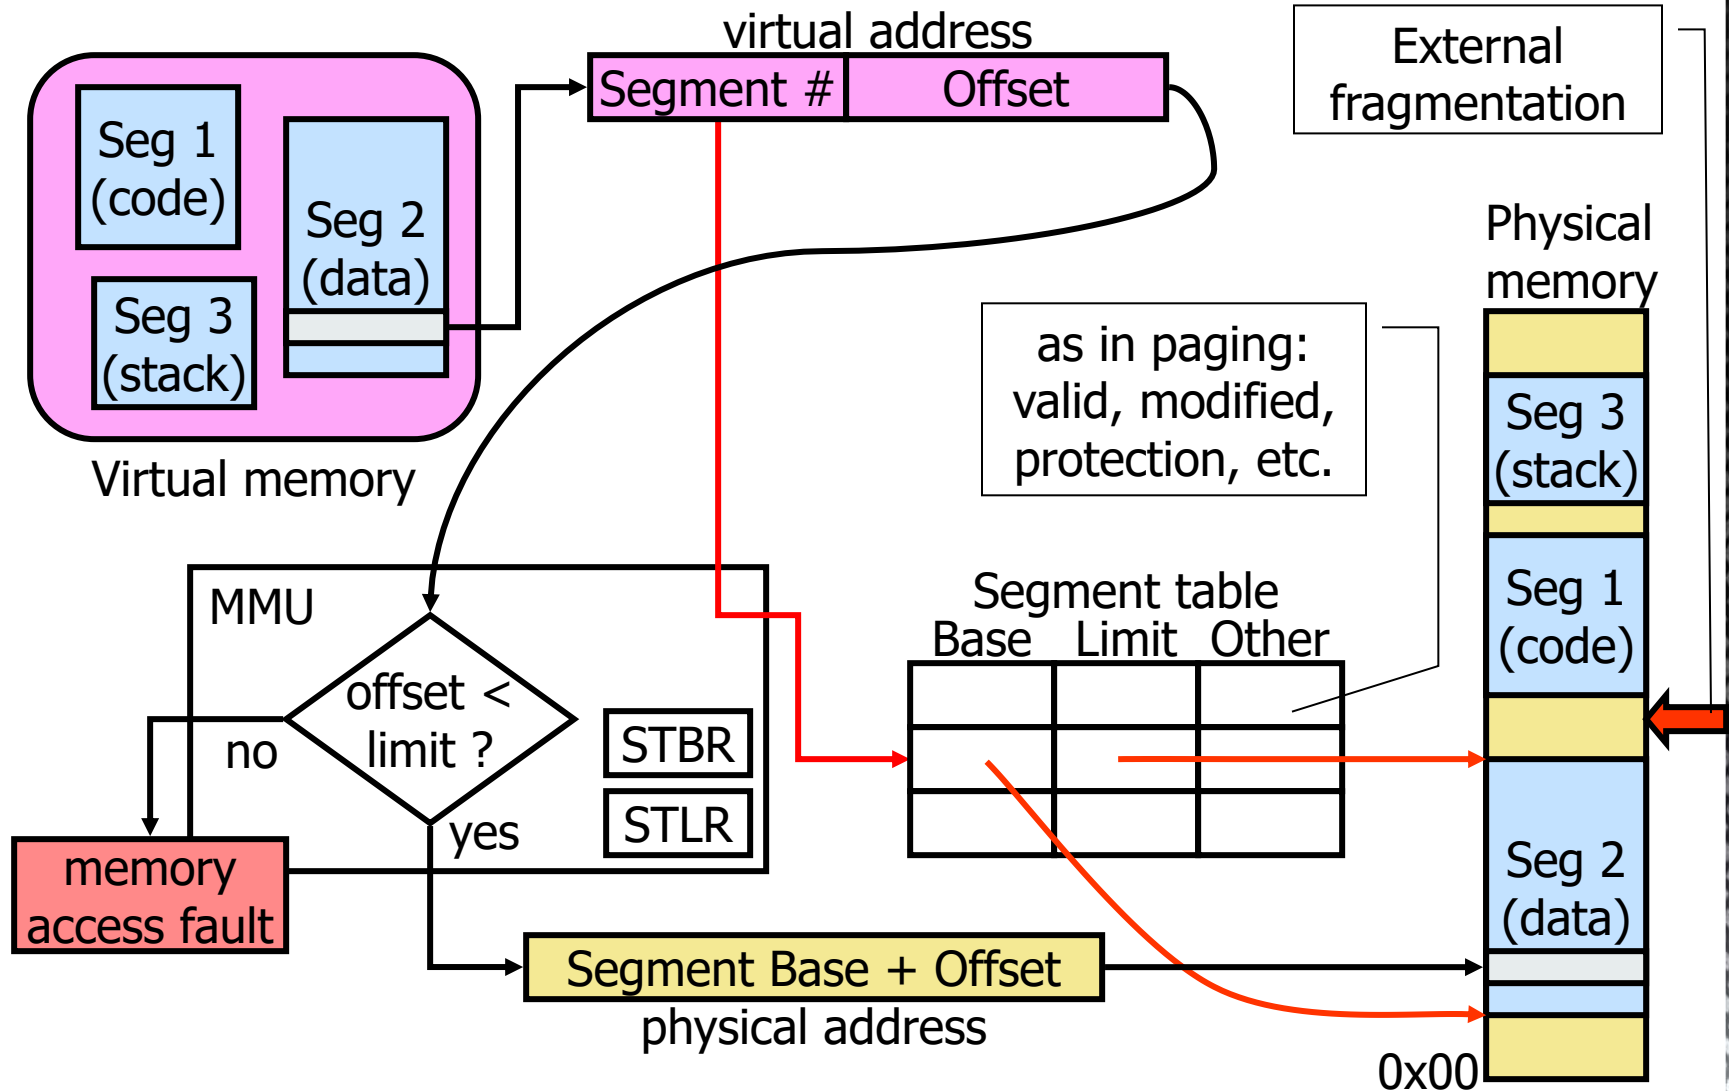 virtual address
Segment #
Offset
External
fragmentation
Seg 1
(code)
Seg 2
(data)
Seg 3
(stack)
Virtual memory
Physical
memory
as in paging:
valid, modified,
protection, etc.
Seg 3
(stack)
Seg 1
(code)
Seg 2
(data)
0x00
MMU
offset <
limit ?
no
yes
STBR
STLR
memory
access fault
Segment table
Base
Limit
Other
Segment Base + Offset
physical address